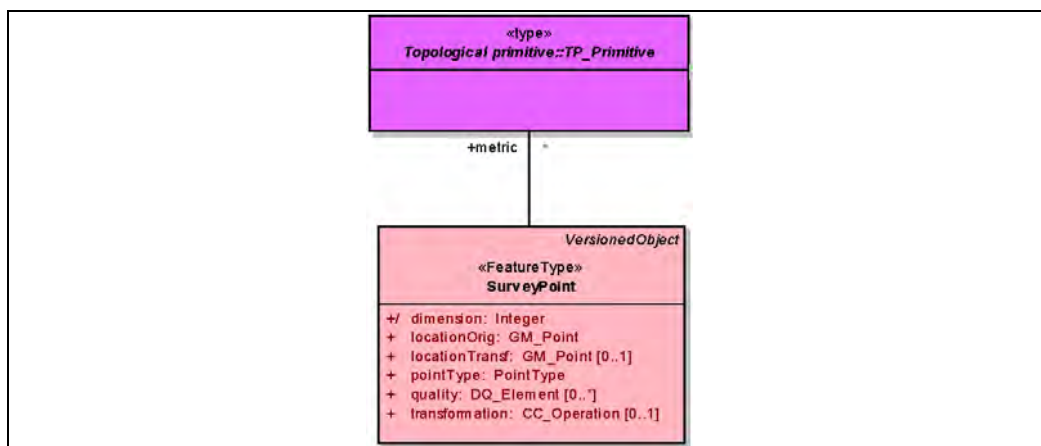 «type»
Topological primitive::TP_Primitive
+metric *
VersionedObject
«FeatureType»
SurveyPoint
+/ dimension: Integer
+ locationOrig: GM_Point
+ locationTransf: GM_Point [0..1]
+ pointType: PointType
+ quality: DQ_Element [0..*]
+ transformation: CC_Operation [0..1]